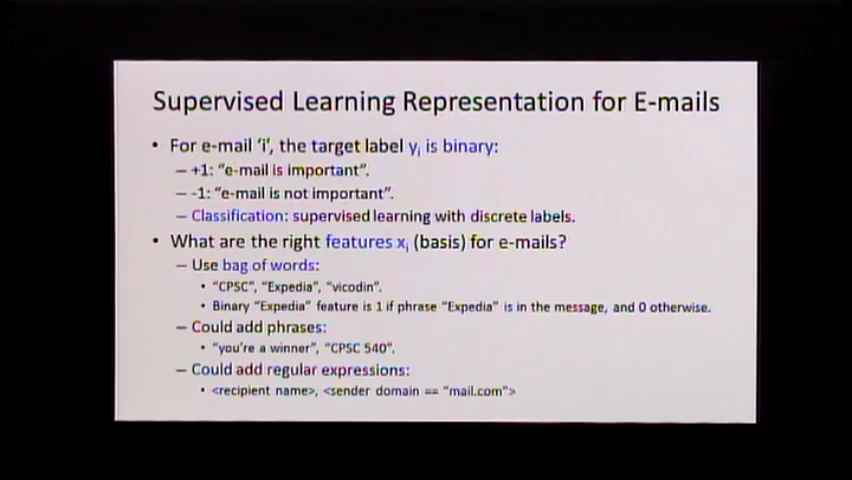 Supervised Learning Representation for E-mails
• For e-mail ‘i’, the target label yi is binary:
– +1: “e-mail is important”.
– -1: “e-mail is not important”.
– Classification: supervised learning with discrete labels.
• What are the right features xi (basis) for e-mails?
– Use bag of words:
• “CPSC”, “Expedia”, “vicodin”.
• Binary “Expedia” feature is 1 if phrase “Expedia” is in the message, and 0 otherwise.
– Could add phrases:
• “you’re a winner”, “CPSC 540”.
– Could add regular expressions:
• <recipient name>, <sender domain == “mail.com”>